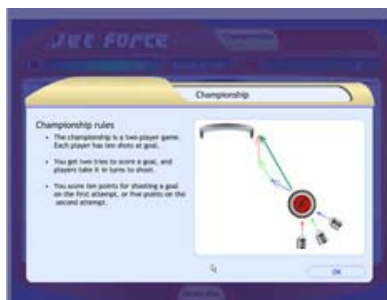 Jet Force
Championship
Championship rules
• The championship is a two-player game.
Each player has ten shots at goal.
• You get two tries to score a goal, and
players take it in turns to shoot.
• You score ten points for shooting a goal
on the first attempt, or five points on the
second attempt.
OK